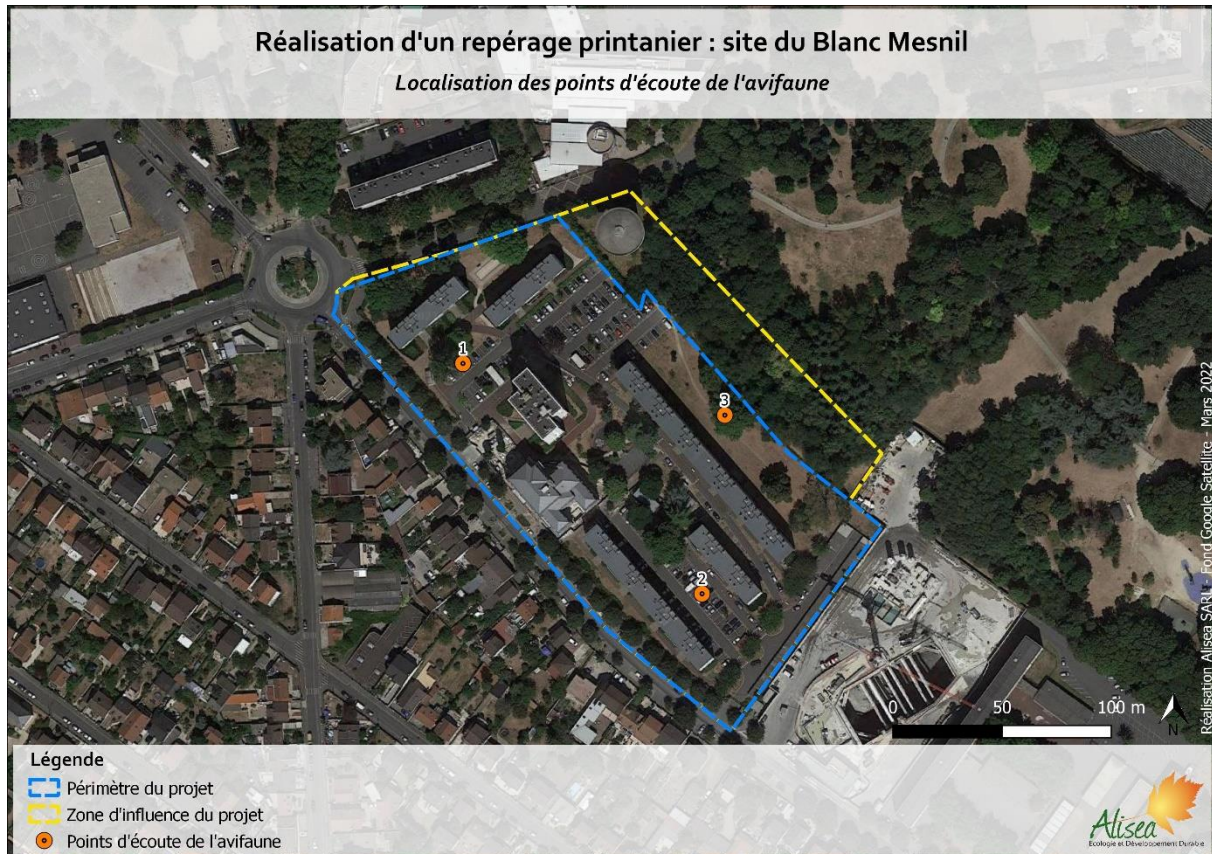 Réalisation d'un repérage printanier : site du Blanc Mesnil
Localisation des points d'écoute de l'avifaune
1
3
2
0 50 100 m
N
Réalisation Alisea SARL - Fond Google Satellite - Mars 2022
Légende
Périmètre du projet
Zone d'influence du projet
Points d'écoute de l'avifaune
Alisea
Ecologie et Développement Durable